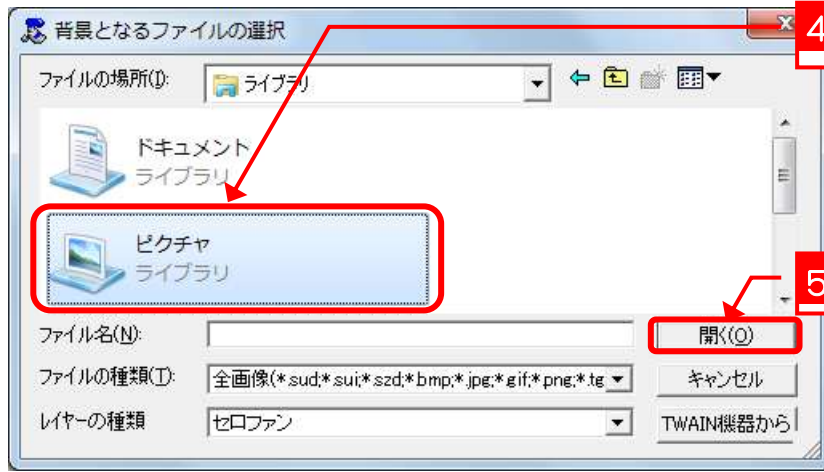 背景となるファイルの選択
4
ファイルの場所(I):
ライブラリ
ドキュメント
ライブラリ
ピクチャ
ライブラリ
5
ファイル名(N):
開く(O)
ファイルの種類(T):
全画像(*.sud;*.sui;*.szd;*.bmp;*.jpg;*.gif;*.png;*.tg
キャンセル
レイヤーの種類
セロファン
TWAIN機器から